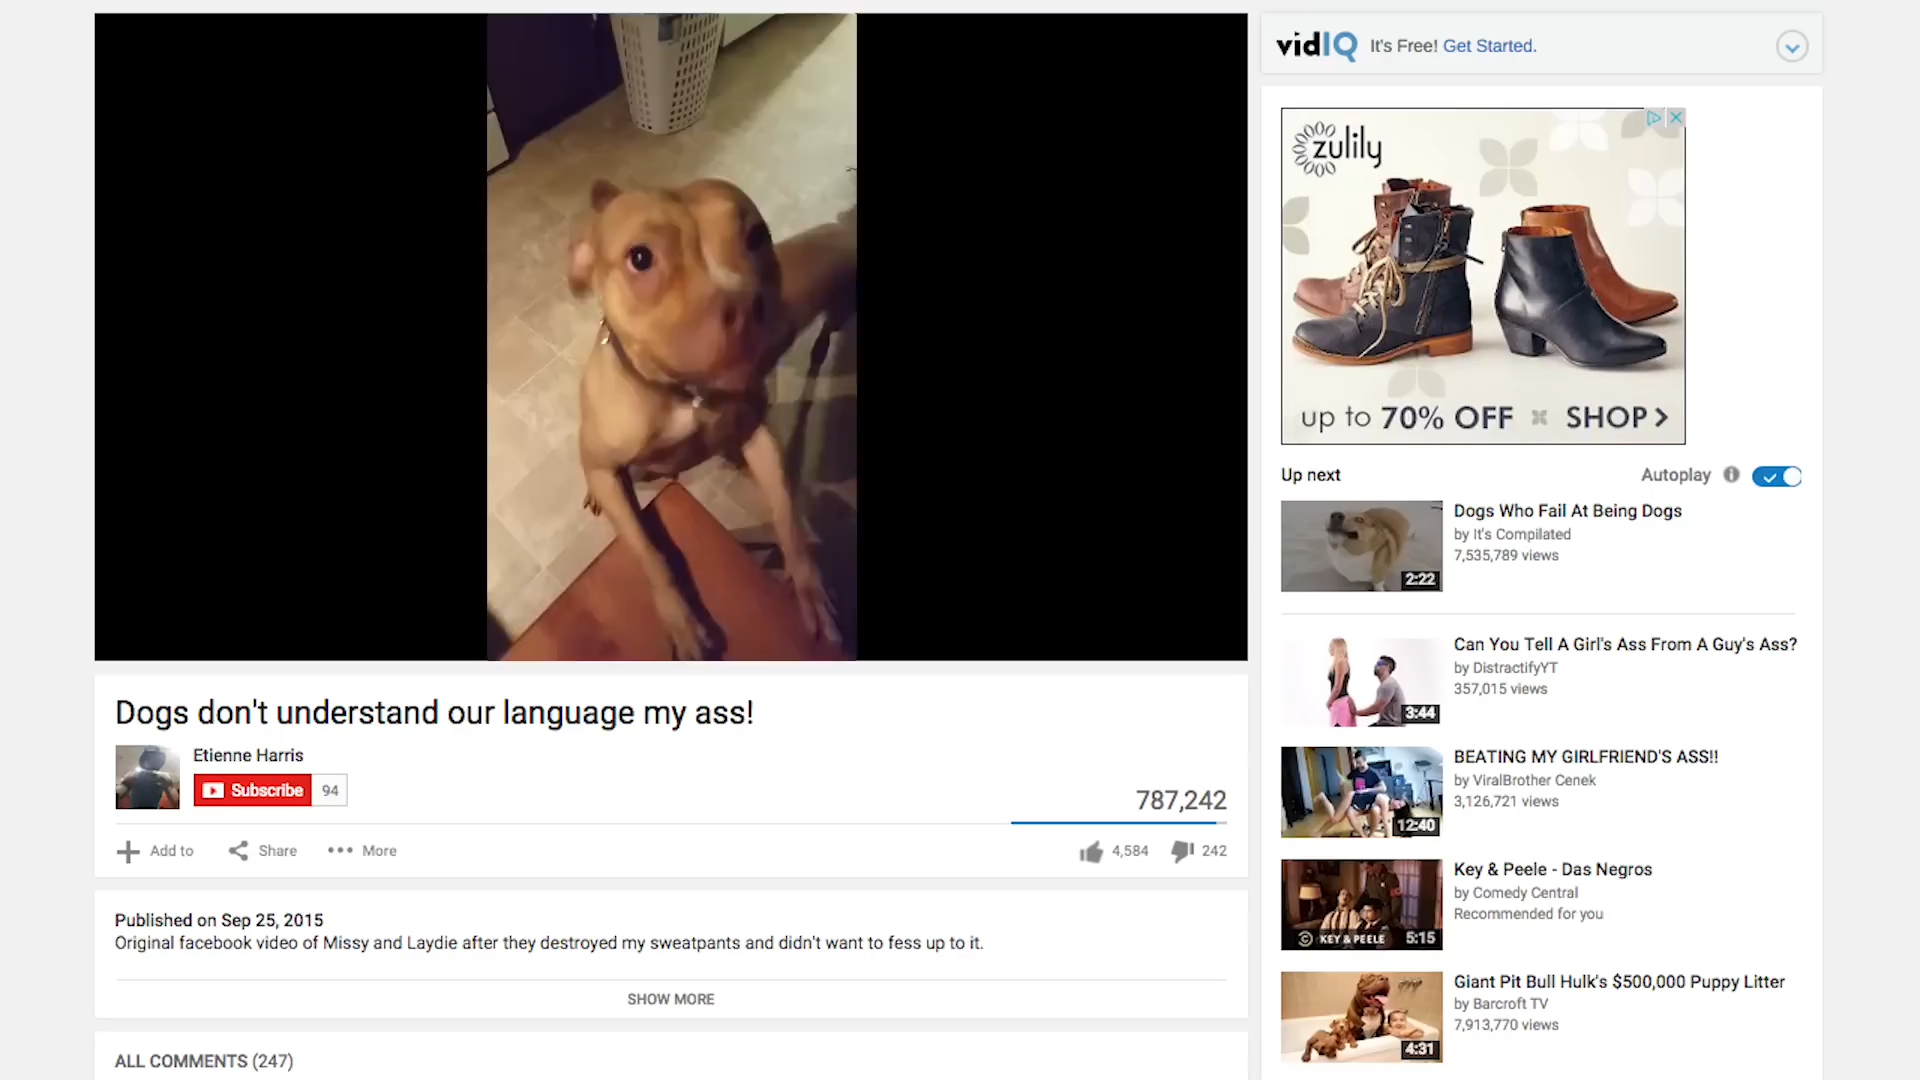 vidIQ It's Free! Get Started.
zulily
up to 70% OFF SHOP
Up next
Autoplay
Dogs Who Fail At Being Dogs
by It's Compilated
7,535,789 views
2:22
Can You Tell A Girl's Ass From A Guy's Ass?
by DistractifyYT
357,015 views
3:44
BEATING MY GIRLFRIEND'S ASS!!
by ViralBrother Cenek
3,126,721 views
12:40
Key & Peele - Das Negros
by Comedy Central
Recommended for you
KEY & PEELE 5:15
Giant Pit Bull Hulk's $500,000 Puppy Litter
by Barcroft TV
7,913,770 views
4:31
Dogs don't understand our language my ass!
Etienne Harris
Subscribe 94
787,242
Add to Share More
4,584 242
Published on Sep 25, 2015
Original facebook video of Missy and Laydie after they destroyed my sweatpants and didn't want to fess up to it.
SHOW MORE
ALL COMMENTS (247)